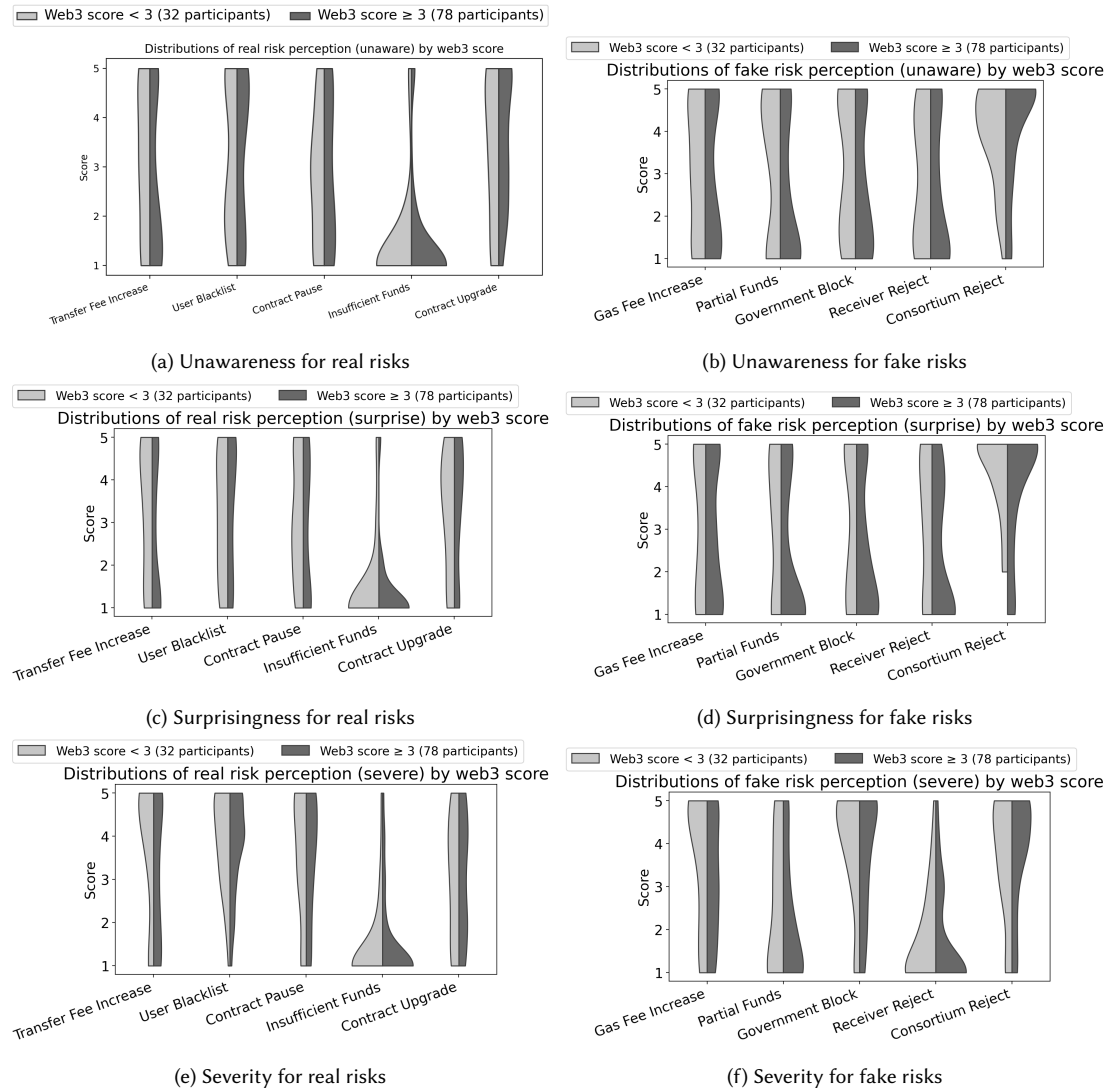 Web3 score < 3 (32 participants) Web3 score ≥ 3 (78 participants)
Distributions of real risk perception (unaware) by web3 score
Score
5
4
3
2
1
Transfer Fee Increase
User Blacklist
Contract Pause
Insufficient Funds
Contract Upgrade
(a) Unawareness for real risks
Web3 score < 3 (32 participants) Web3 score ≥ 3 (78 participants)
Distributions of fake risk perception (unaware) by web3 score
Score
5
4
3
2
1
Gas Fee Increase
Partial Funds
Government Block
Receiver Reject
Consortium Reject
(b) Unawareness for fake risks
Web3 score < 3 (32 participants) Web3 score ≥ 3 (78 participants)
Distributions of real risk perception (surprise) by web3 score
Score
5
4
3
2
1
Transfer Fee Increase
User Blacklist
Contract Pause
Insufficient Funds
Contract Upgrade
(c) Surprisingness for real risks
Web3 score < 3 (32 participants) Web3 score ≥ 3 (78 participants)
Distributions of fake risk perception (surprise) by web3 score
Score
5
4
3
2
1
Gas Fee Increase
Partial Funds
Government Block
Receiver Reject
Consortium Reject
(d) Surprisingness for fake risks
Web3 score < 3 (32 participants) Web3 score ≥ 3 (78 participants)
Distributions of real risk perception (severe) by web3 score
Score
5
4
3
2
1
Transfer Fee Increase
User Blacklist
Contract Pause
Insufficient Funds
Contract Upgrade
(e) Severity for real risks
Web3 score < 3 (32 participants) Web3 score ≥ 3 (78 participants)
Distributions of fake risk perception (severe) by web3 score
Score
5
4
3
2
1
Gas Fee Increase
Partial Funds
Government Block
Receiver Reject
Consortium Reject
(f) Severity for fake risks